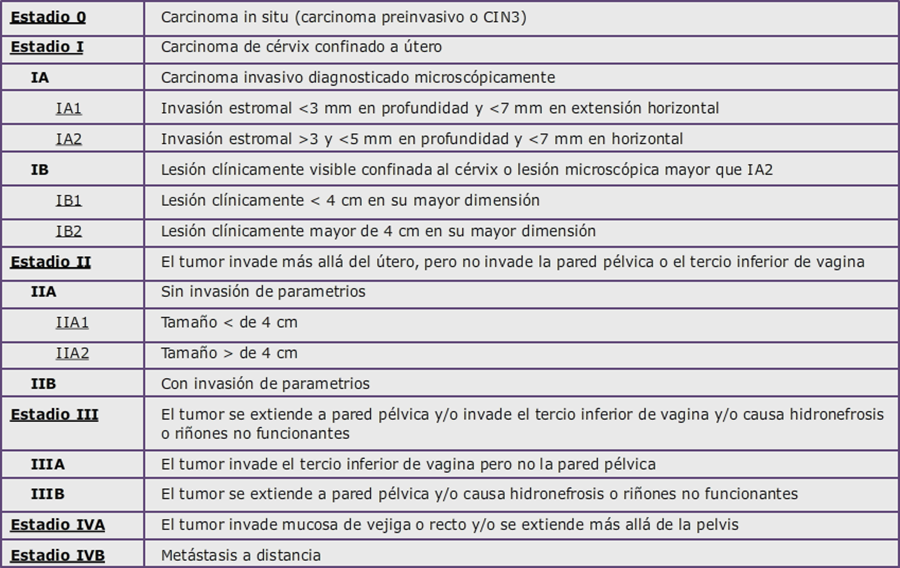 Estadio 0 Carcinoma in situ (carcinoma preinvasivo o CIN3)
Estadio I Carcinoma de cérvix confinado a útero
IA Carcinoma invasivo diagnosticado microscópicamente
IA1 Invasión estromal <3 mm en profundidad y <7 mm en extensión horizontal
IA2 Invasión estromal >3 y <5 mm en profundidad y <7 mm en horizontal
IB Lesión clínicamente visible confinada al cérvix o lesión microscópica mayor que IA2
IB1 Lesión clínicamente < 4 cm en su mayor dimensión
IB2 Lesión clínicamente mayor de 4 cm en su mayor dimensión
Estadio II El tumor invade más allá del útero, pero no invade la pared pélvica o el tercio inferior de vagina
IIA Sin invasión de parametrios
IIA1 Tamaño < de 4 cm
IIA2 Tamaño > de 4 cm
IIB Con invasión de parametrios
Estadio III El tumor se extiende a pared pélvica y/o invade el tercio inferior de vagina y/o causa hidronefrosis
o riñones no funcionantes
IIIA El tumor invade el tercio inferior de vagina pero no la pared pélvica
IIIB El tumor se extiende a pared pélvica y/o causa hidronefrosis o riñones no funcionantes
Estadio IVA El tumor invade mucosa de vejiga o recto y/o se extiende más allá de la pelvis
Estadio IVB Metástasis a distancia